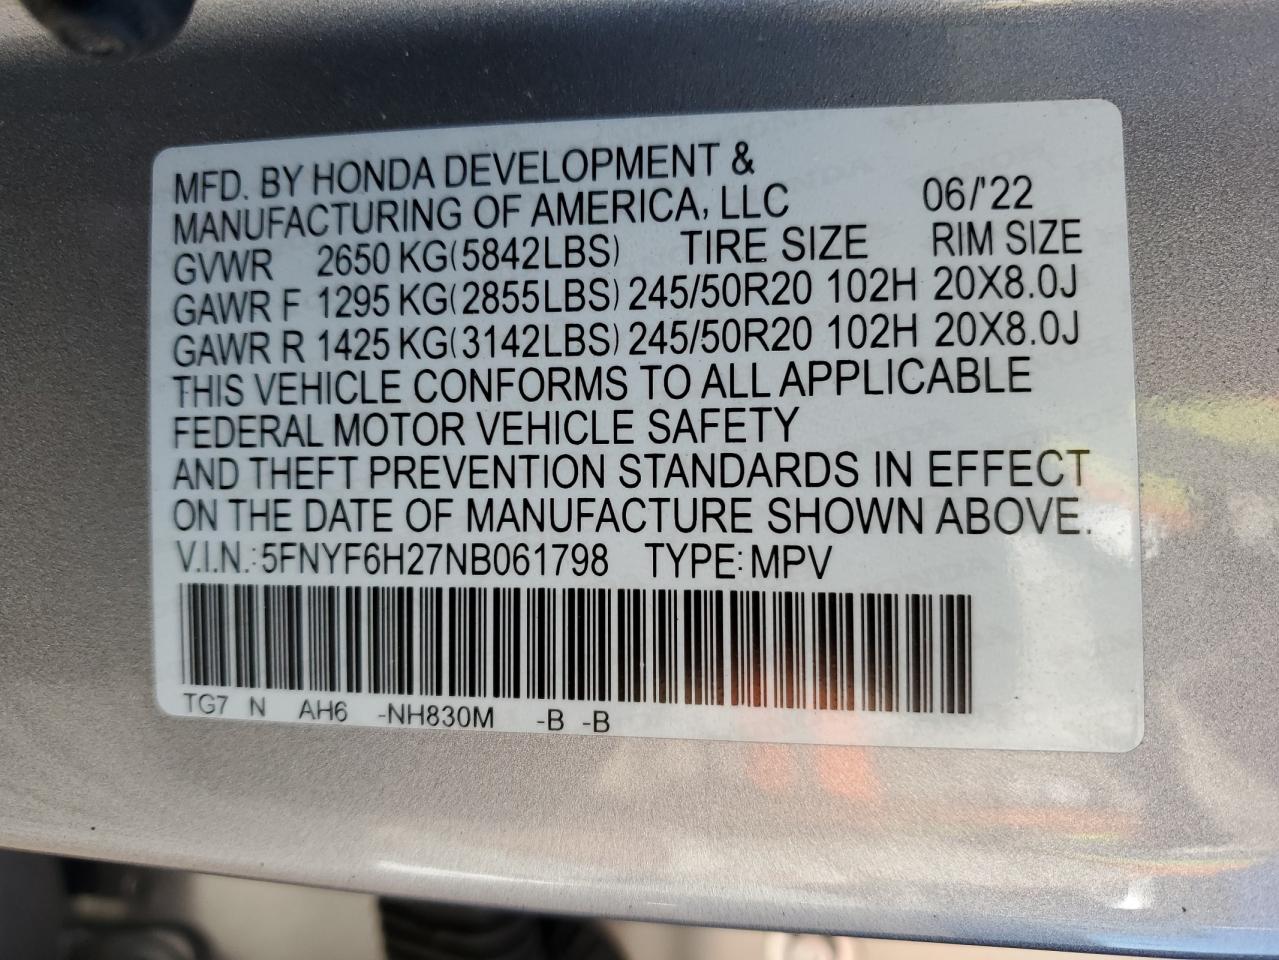 MFD. BY HONDA DEVELOPMENT &
MANUFACTURING OF AMERICA, LLC 06/'22
GVWR 2650 KG(5842LBS) TIRE SIZE RIM SIZE
GAWR F 1295 KG(2855LBS) 245/50R20 102H 20X8.0J
GAWR R 1425 KG(3142LBS) 245/50R20 102H 20X8.0J
THIS VEHICLE CONFORMS TO ALL APPLICABLE
FEDERAL MOTOR VEHICLE SAFETY
AND THEFT PREVENTION STANDARDS IN EFFECT
ON THE DATE OF MANUFACTURE SHOWN ABOVE.
V.I.N.: 5FNYF6H27NB061798 TYPE: MPV
TG7 N AH6 -NH830M -B -B